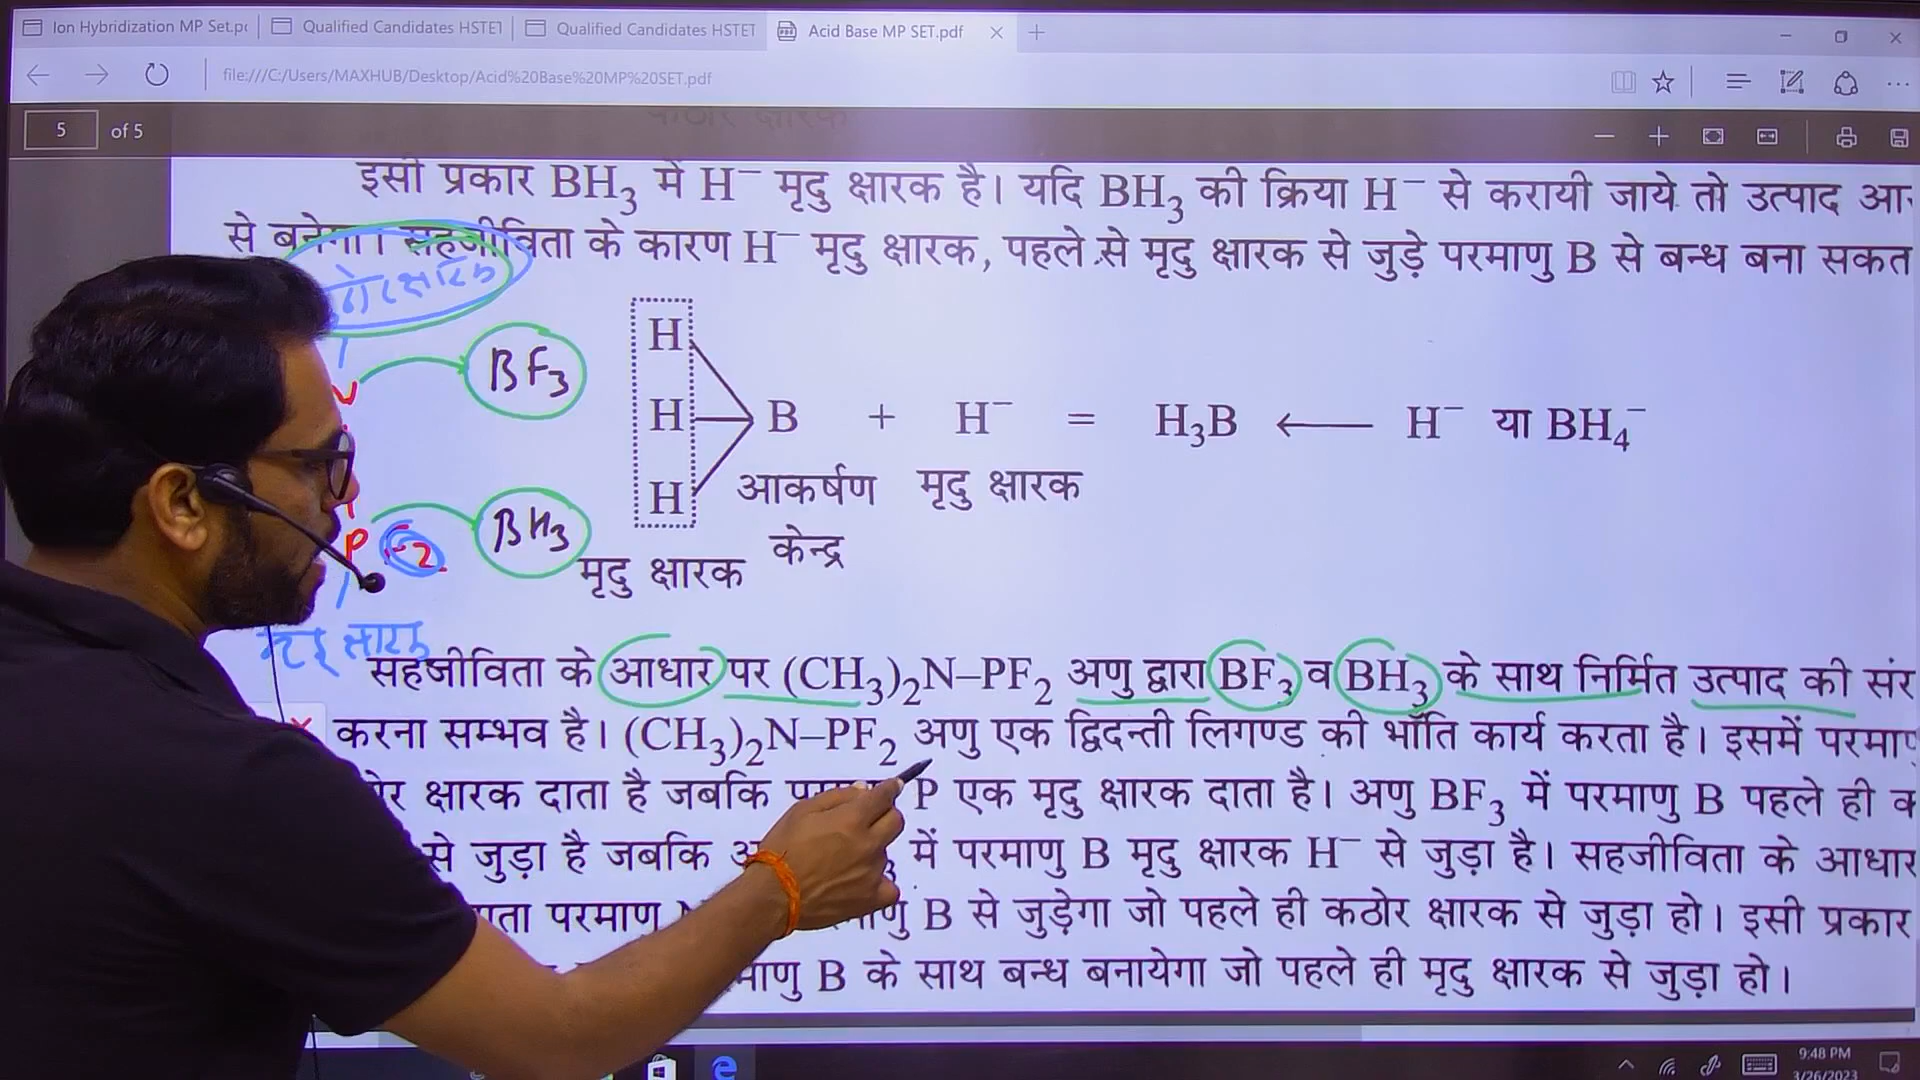 Ion Hybridization MP Set.pc
Qualified Candidates HSTET
Qualified Candidates HSTET
Acid Base MP SET.pdf
file:///C:/Users/MAXHUB/Desktop/Acid%20Base%20MP%20SET.pdf
5 of 5
इसी प्रकार BH₃ में H⁻ मृदु क्षारक है। यदि BH₃ की क्रिया H⁻ से करायी जाये तो उत्पाद
से बनेगा। सहजीविता के कारण H⁻ मृदु क्षारक, पहले से मृदु क्षारक से जुड़े परमाणु B से बन्ध बना सकत
BF₃
H
H B + H⁻ = H₃B ⟵ H⁻ या BH₄⁻
H
आकर्षण मृदु क्षारक
BH₃
P
केन्द्र
मृदु क्षारक
सहजीविता के आधार पर (CH₃)₂N–PF₂ अणु द्वारा BF₃ व BH₃ के साथ निर्मित उत्पाद की संर
करना सम्भव है। (CH₃)₂N–PF₂ अणु एक द्विदन्ती लिगण्ड की भाँति कार्य करता है। इसमें
क्षारक दाता है जबकि P एक मृदु क्षारक दाता है। अणु BF₃ में परमाणु B पहले ही
से जुड़ा है जबकि में परमाणु B मृदु क्षारक H⁻ से जुड़ा है। सहजीविता के आधार
B से जुड़ेगा जो पहले ही कठोर क्षारक से जुड़ा हो। इसी प्रकार
B के साथ बन्ध बनायेगा जो पहले ही मृदु क्षारक से जुड़ा हो।
9:48 PM
3/26/2023